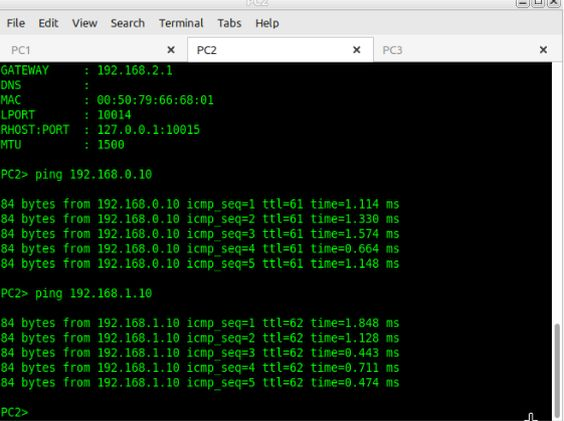 PC2
File Edit View Search Terminal Tabs Help
PC1 × PC2 × PC3 ×
GATEWAY     : 192.168.2.1
DNS         :
MAC         : 00:50:79:66:68:01
LPORT       : 10014
RHOST:PORT  : 127.0.0.1:10015
MTU         : 1500
PC2> ping 192.168.0.10
84 bytes from 192.168.0.10 icmp_seq=1 ttl=61 time=1.114 ms
84 bytes from 192.168.0.10 icmp_seq=2 ttl=61 time=1.330 ms
84 bytes from 192.168.0.10 icmp_seq=3 ttl=61 time=1.574 ms
84 bytes from 192.168.0.10 icmp_seq=4 ttl=61 time=0.664 ms
84 bytes from 192.168.0.10 icmp_seq=5 ttl=61 time=1.148 ms
PC2> ping 192.168.1.10
84 bytes from 192.168.1.10 icmp_seq=1 ttl=62 time=1.848 ms
84 bytes from 192.168.1.10 icmp_seq=2 ttl=62 time=1.128 ms
84 bytes from 192.168.1.10 icmp_seq=3 ttl=62 time=0.443 ms
84 bytes from 192.168.1.10 icmp_seq=4 ttl=62 time=0.711 ms
84 bytes from 192.168.1.10 icmp_seq=5 ttl=62 time=0.474 ms
PC2>